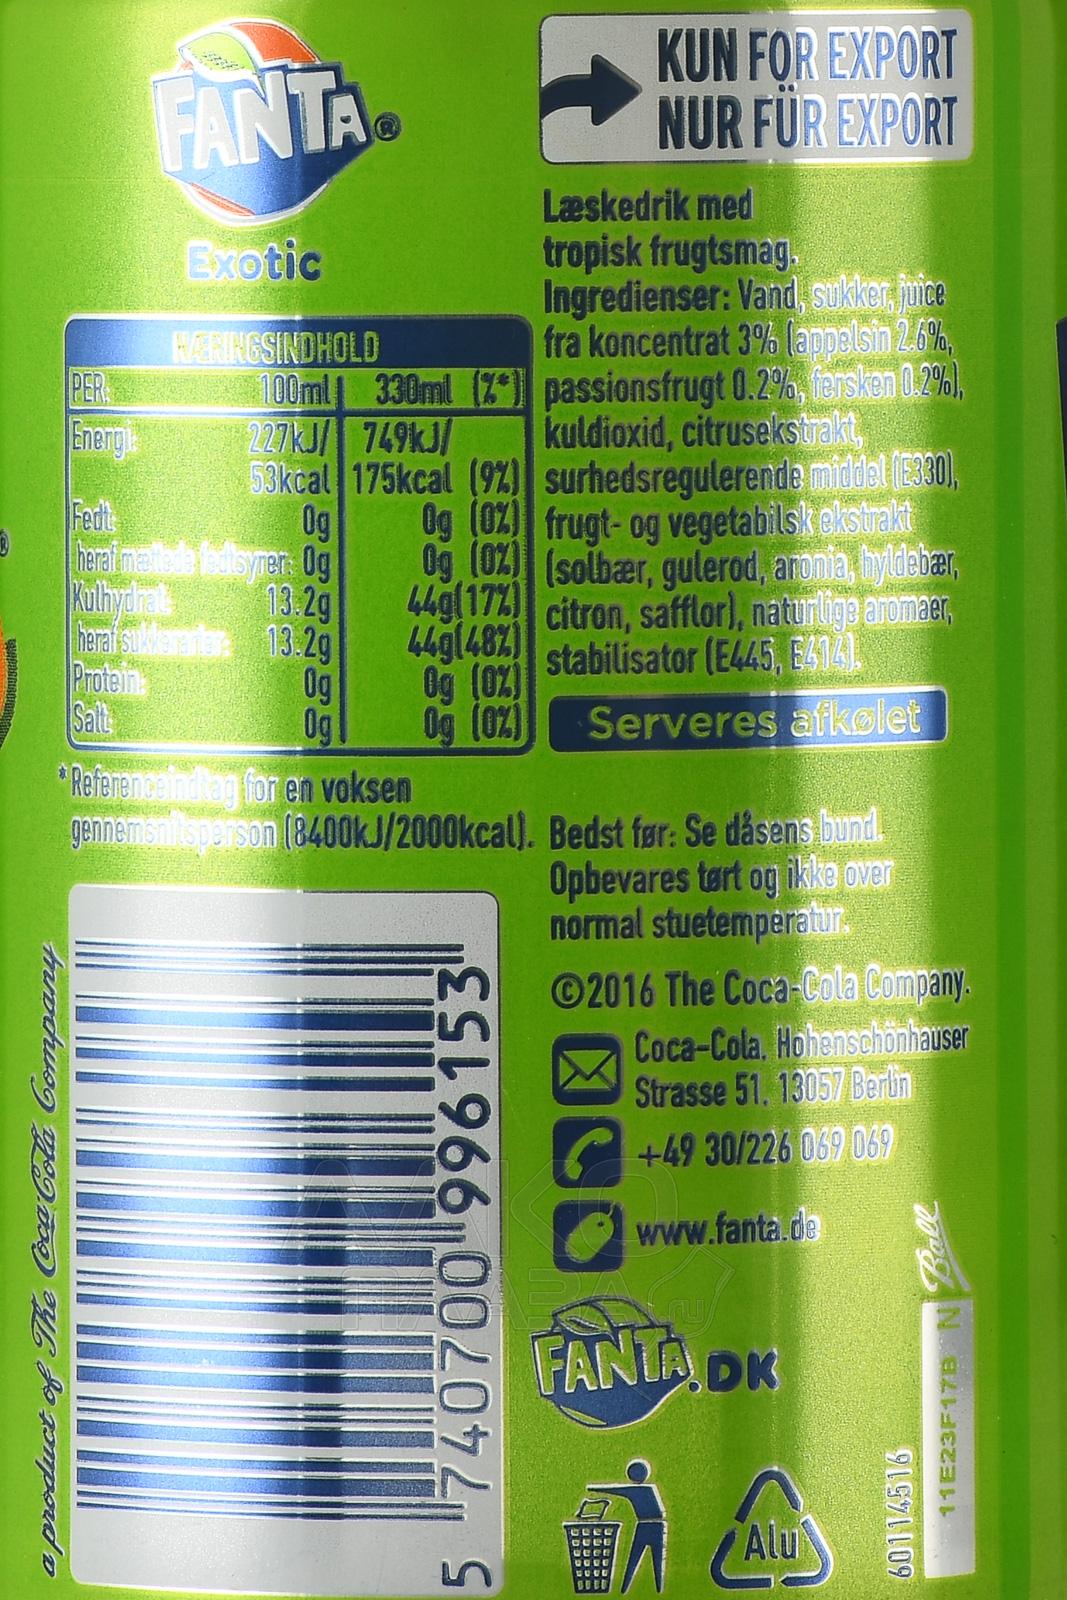 FANTA®
Exotic
KUN FOR EXPORT
NUR FÜR EXPORT
Læskedrik med
tropisk frugtsmag.
Ingredienser: Vand, sukker, juice
fra koncentrat 3% (appelsin 2.6%,
passionsfrugt 0.2%, fersken 0.2%),
kuldioxid, citrusekstrakt,
surhedsregulerende middel (E330),
frugt- og vegetabilsk ekstrakt
(solbær, gulerod, aronia, hyldebær,
citron, safflor), naturlige aromaer,
stabilisator (E445, E414).
Serveres afkølet
NÆRINGSINDHOLD
PER: 100ml 330ml (%*)
Energi: 227kJ/ 749kJ/
53kcal 175kcal (9%)
Fedt: 0g 0g (0%)
heraf mættede fedtsyrer: 0g 0g (0%)
Kulhydrat: 13.2g 44g(17%)
heraf sukkerarter: 13.2g 44g(48%)
Protein: 0g 0g (0%)
Salt: 0g 0g (0%)
*Referenceindtag for en voksen
gennemsnitsperson (8400kJ/2000kcal).
Bedst før: Se dåsens bund.
Opbevares tørt og ikke over
normal stuetemperatur.
©2016 The Coca-Cola Company.
Coca-Cola, Hohenschönhauser
Strasse 51, 13057 Berlin
+49 30/226 069 069
www.fanta.de
FANTA.DK
Alu
a product of The Coca-Cola Company
5 740700 996153
60114516
11E23F17B N
Ball
АЛКО
ПЛАЗА.ru